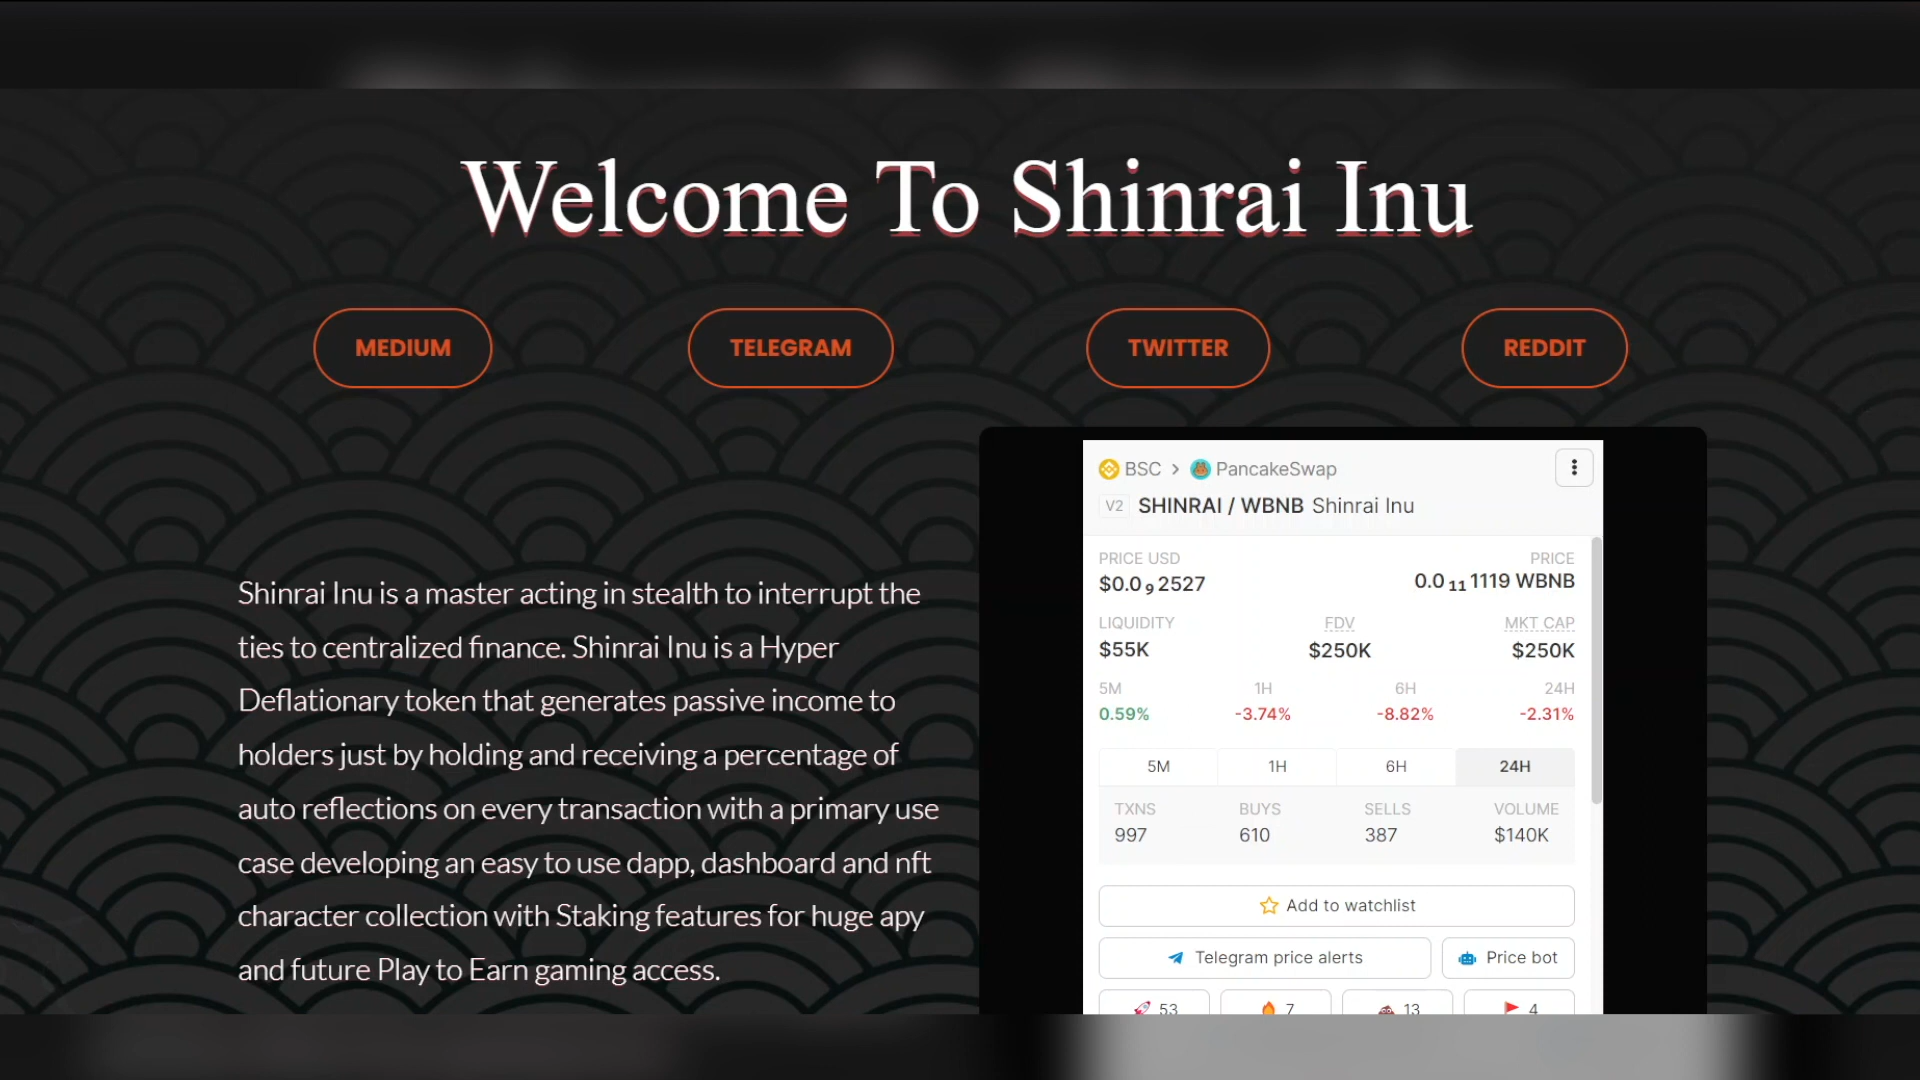 Welcome To Shinrai Inu
MEDIUM
TELEGRAM
TWITTER
REDDIT
Shinrai Inu is a master acting in stealth to interrupt the
ties to centralized finance. Shinrai Inu is a Hyper
Deflationary token that generates passive income to
holders just by holding and receiving a percentage of
auto reflections on every transaction with a primary use
case developing an easy to use dapp, dashboard and nft
character collection with Staking features for huge apy
and future Play to Earn gaming access.
BSC > PancakeSwap
V2 SHINRAI / WBNB Shinrai Inu
PRICE USD PRICE
$0.0₉2527 0.0₁₁1119 WBNB
LIQUIDITY FDV MKT CAP
$55K $250K $250K
5M 1H 6H 24H
0.59% -3.74% -8.82% -2.31%
5M 1H 6H 24H
TXNS BUYS SELLS VOLUME
997 610 387 $140K
Add to watchlist
Telegram price alerts Price bot
53 7 13 4